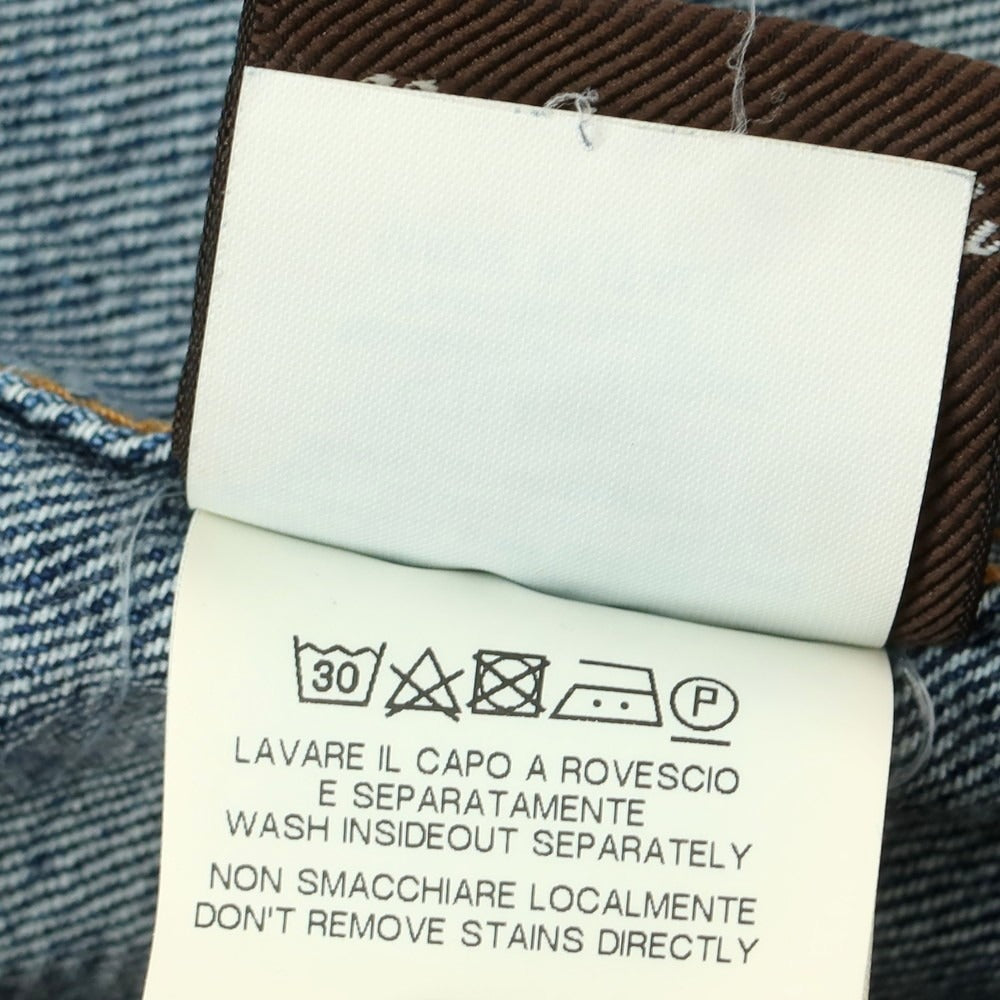 30 P
LAVARE IL CAPO A ROVESCIO
E SEPARATAMENTE
WASH INSIDEOUT SEPARATELY
NON SMACCHIARE LOCALMENTE
DON'T REMOVE STAINS DIRECTLY